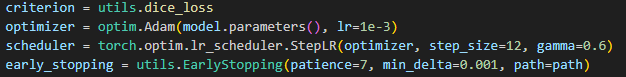 criterion = utils.dice_loss
optimizer = optim.Adam(model.parameters(), lr=1e-3)
scheduler = torch.optim.lr_scheduler.StepLR(optimizer, step_size=12, gamma=0.6)
early_stopping = utils.EarlyStopping(patience=7, min_delta=0.001, path=path)